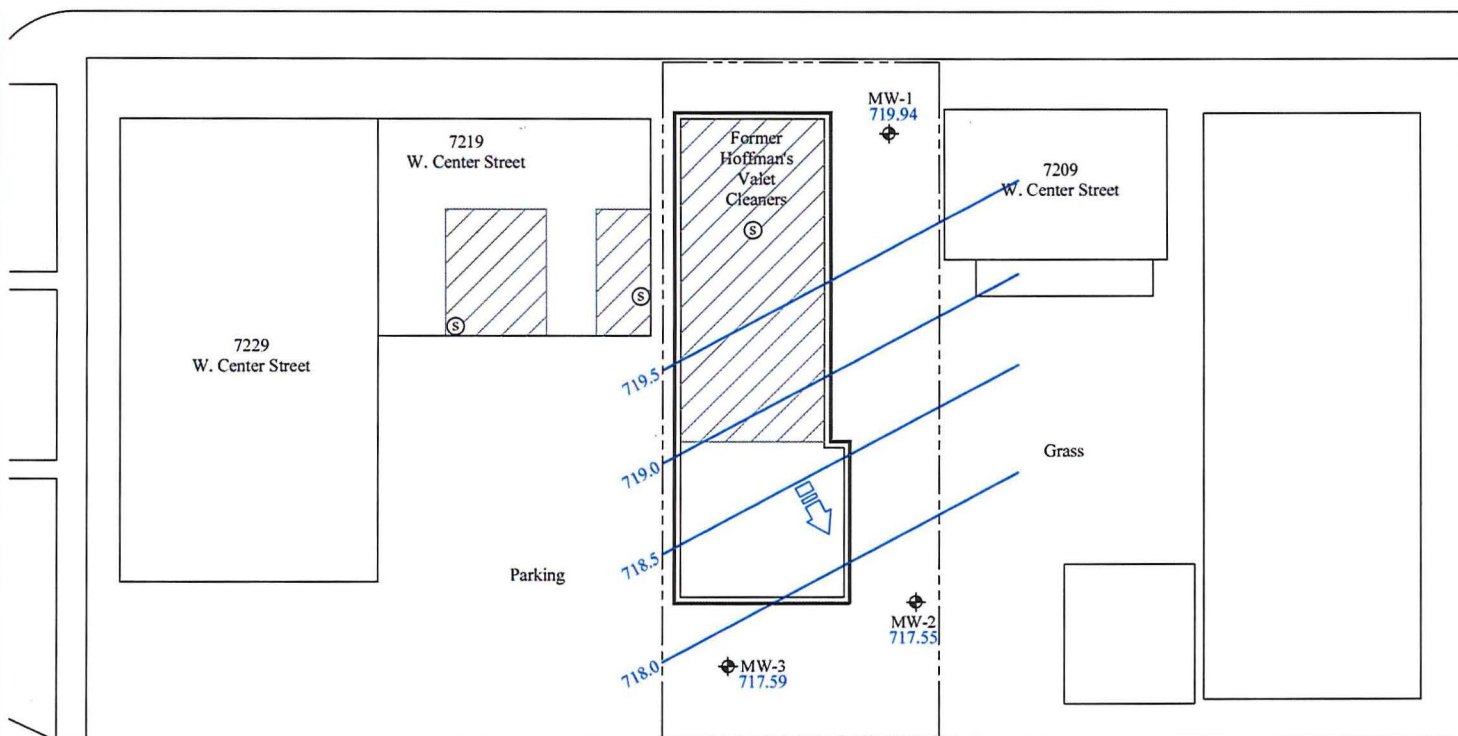 MW-1
719.94
7219
W. Center Street
Former
Hoffman's
Valet
Cleaners
S
7209
W. Center Street
S
S
7229
W. Center Street
719.5
719.0
Grass
718.5
Parking
MW-2
717.55
718.0
MW-3
717.59